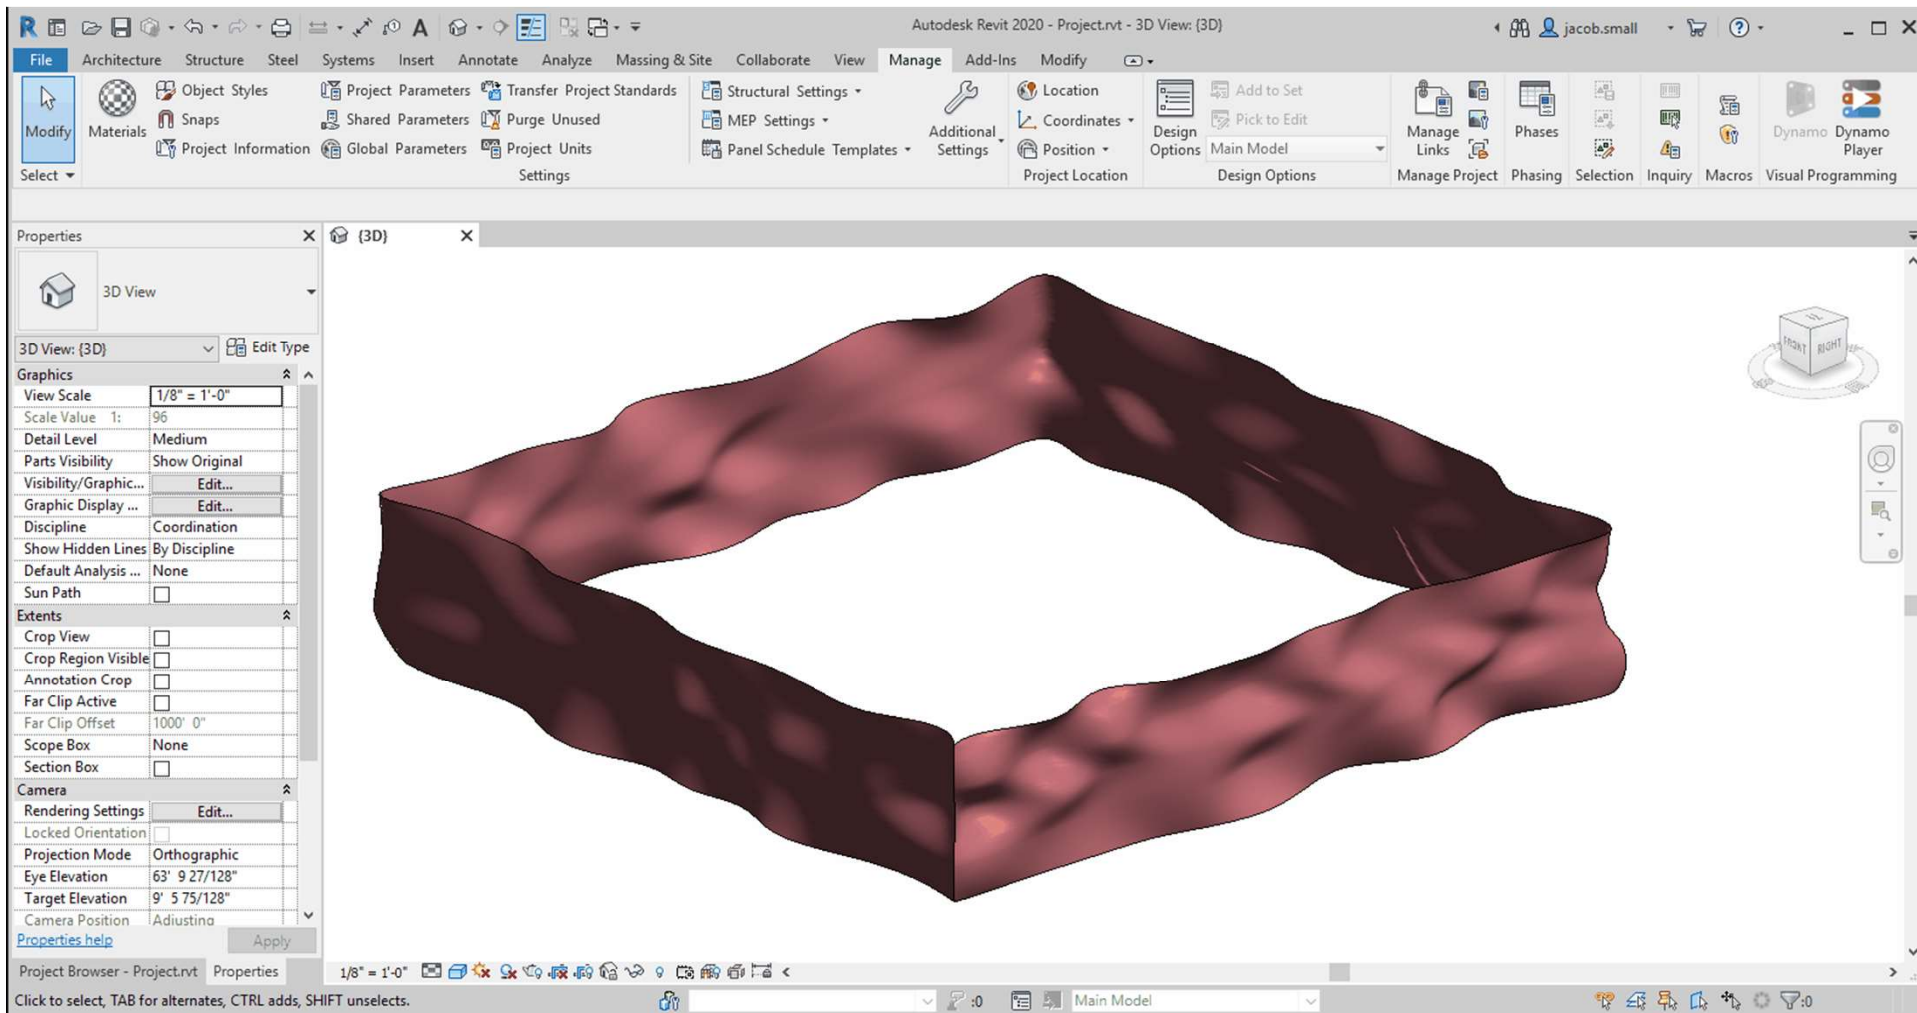 Autodesk Revit 2020 - Project.rvt - 3D View: {3D}
jacob.small
File Architecture Structure Steel Systems Insert Annotate Analyze Massing & Site Collaborate View Manage Add-Ins Modify
Object Styles Project Parameters Transfer Project Standards Structural Settings Location Add to Set
Snaps Shared Parameters Purge Unused MEP Settings Coordinates Pick to Edit
Modify Materials Additional Settings Design Options Manage Links Phases Dynamo Dynamo Player
Project Information Global Parameters Project Units Panel Schedule Templates Position Main Model
Select Settings Project Location Design Options Manage Project Phasing Selection Inquiry Macros Visual Programming
Properties
{3D}
3D View
3D View: {3D} Edit Type
Graphics
View Scale 1/8" = 1'-0"
Scale Value 1: 96
Detail Level Medium
Parts Visibility Show Original
Visibility/Graphic... Edit...
Graphic Display ... Edit...
Discipline Coordination
Show Hidden Lines By Discipline
Default Analysis ... None
Sun Path
Extents
Crop View
Crop Region Visible
Annotation Crop
Far Clip Active
Far Clip Offset 1000' 0"
Scope Box None
Section Box
Camera
Rendering Settings Edit...
Locked Orientation
Projection Mode Orthographic
Eye Elevation 63' 9 27/128"
Target Elevation 9' 5 75/128"
Camera Position Adjusting
Properties help Apply
Project Browser - Project.rvt Properties
FRONT RIGHT
1/8" = 1'-0"
Click to select, TAB for alternates, CTRL adds, SHIFT unselects.
:0
Main Model
:0